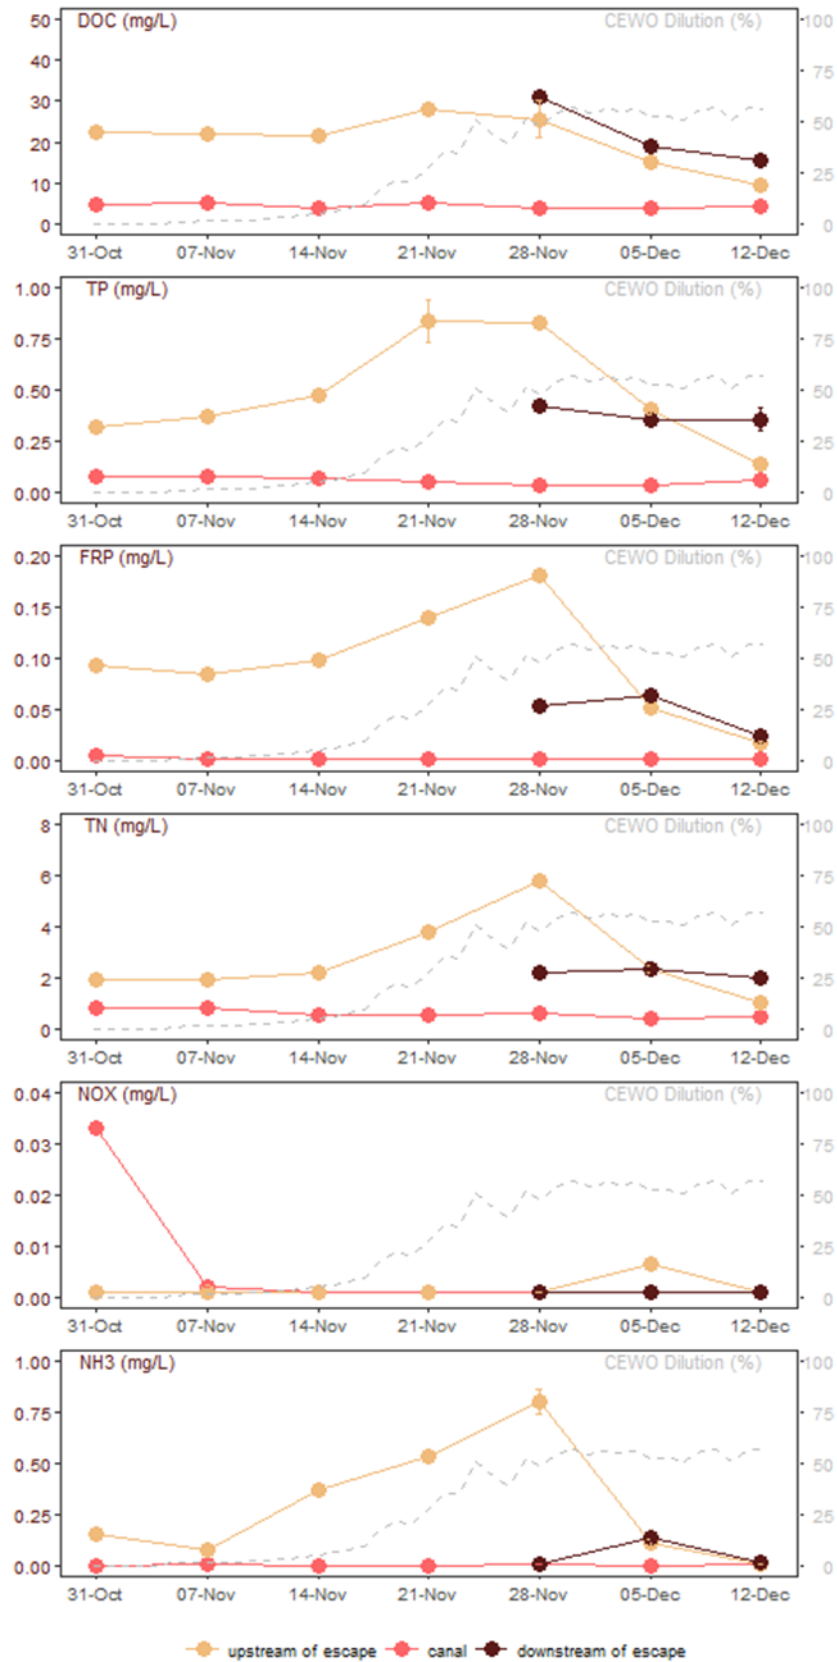 DOC (mg/L) CEWO Dilution (%)
50 100
40 75
30 50
20 25
10
0 0
31-Oct 07-Nov 14-Nov 21-Nov 28-Nov 05-Dec 12-Dec
TP (mg/L) CEWO Dilution (%)
1.00 100
0.75 75
0.50 50
0.25 25
0.00 0
31-Oct 07-Nov 14-Nov 21-Nov 28-Nov 05-Dec 12-Dec
FRP (mg/L) CEWO Dilution (%)
0.20 100
0.15 75
0.10 50
0.05 25
0.00 0
31-Oct 07-Nov 14-Nov 21-Nov 28-Nov 05-Dec 12-Dec
TN (mg/L) CEWO Dilution (%)
8 100
6 75
4 50
2 25
0 0
31-Oct 07-Nov 14-Nov 21-Nov 28-Nov 05-Dec 12-Dec
NOX (mg/L) CEWO Dilution (%)
0.04 100
0.03 75
0.02 50
0.01 25
0.00 0
31-Oct 07-Nov 14-Nov 21-Nov 28-Nov 05-Dec 12-Dec
NH3 (mg/L) CEWO Dilution (%)
1.00 100
0.75 75
0.50 50
0.25 25
0.00 0
31-Oct 07-Nov 14-Nov 21-Nov 28-Nov 05-Dec 12-Dec
upstream of escape canal downstream of escape